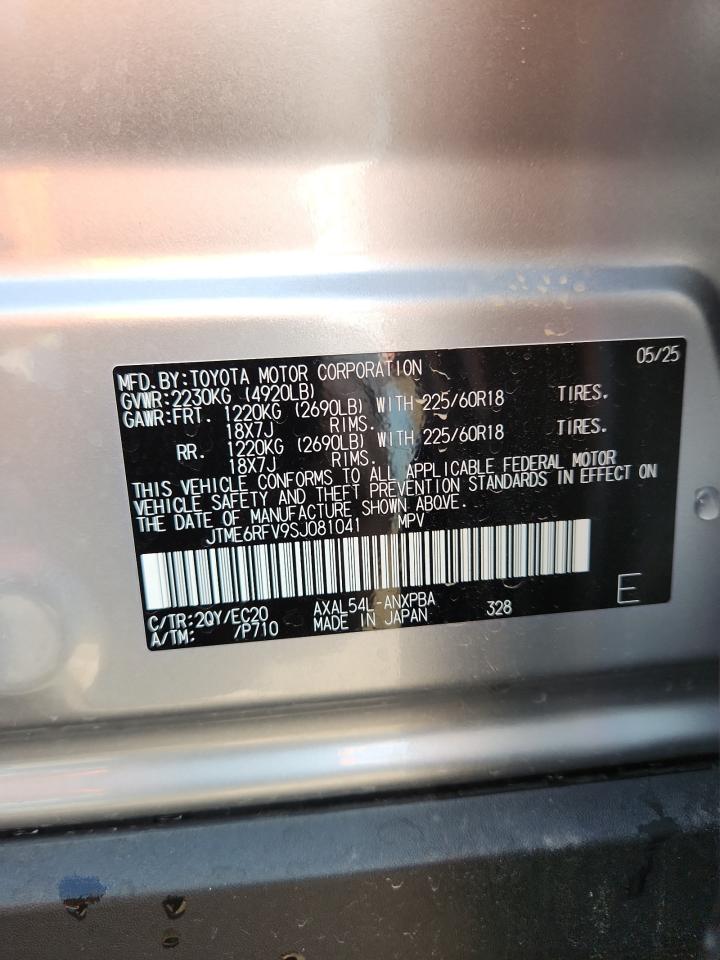 05/25
MFD.BY:TOYOTA MOTOR CORPORATION
GVWR:2230KG (4920LB)
GAWR:FRT. 1220KG (2690LB) WITH 225/60R18 TIRES.
18X7J RIMS.
RR. 1220KG (2690LB) WITH 225/60R18 TIRES.
18X7J RIMS.
THIS VEHICLE CONFORMS TO ALL APPLICABLE FEDERAL MOTOR
VEHICLE SAFETY AND THEFT PREVENTION STANDARDS IN EFFECT ON
THE DATE OF MANUFACTURE SHOWN ABOVE.
JTME6RFV9SJ081041 MPV
C/TR:2QY/EC20 AXAL54L-ANXPBA 328 E
A/TM: /P710 MADE IN JAPAN